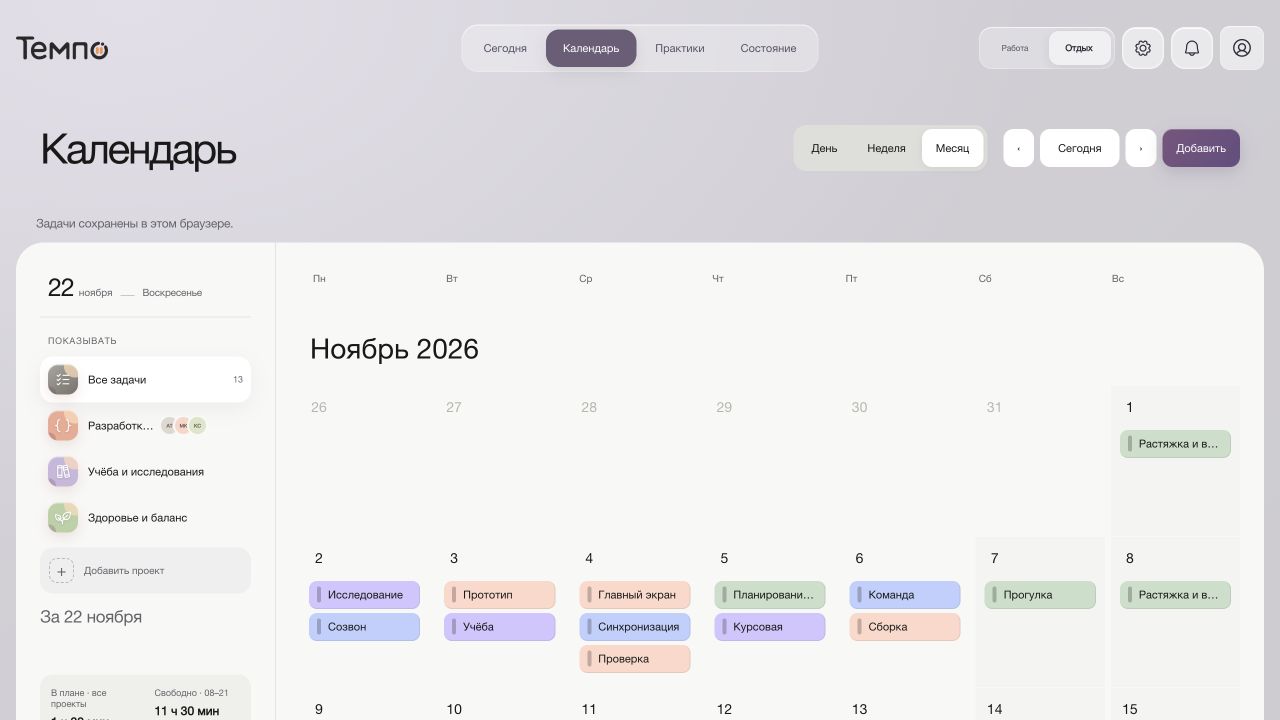 Темпо
Сегодня Календарь Практики Состояние
Работа Отдых
Календарь
День Неделя Месяц ‹ Сегодня › Добавить
Задачи сохранены в этом браузере.
22 ноября — Воскресенье
ПОКАЗЫВАТЬ
Все задачи 13
Разработк… АТ МК
Учёба и исследования
Здоровье и баланс
+ Добавить проект
За 22 ноября
В плане · все проекты
Свободно · 08–21
11 ч 30 мин
Пн Вт Ср Чт Пт Сб Вс
Ноябрь 2026
26 27 28 29 30 31 1
Растяжка и в…
2 3 4 5 6 7 8
Исследование Прототип Главный экран Планировани… Команда Прогулка Растяжка и в…
Созвон Учёба Синхронизация Курсовая Сборка
Проверка
9 10 11 12 13 14 15